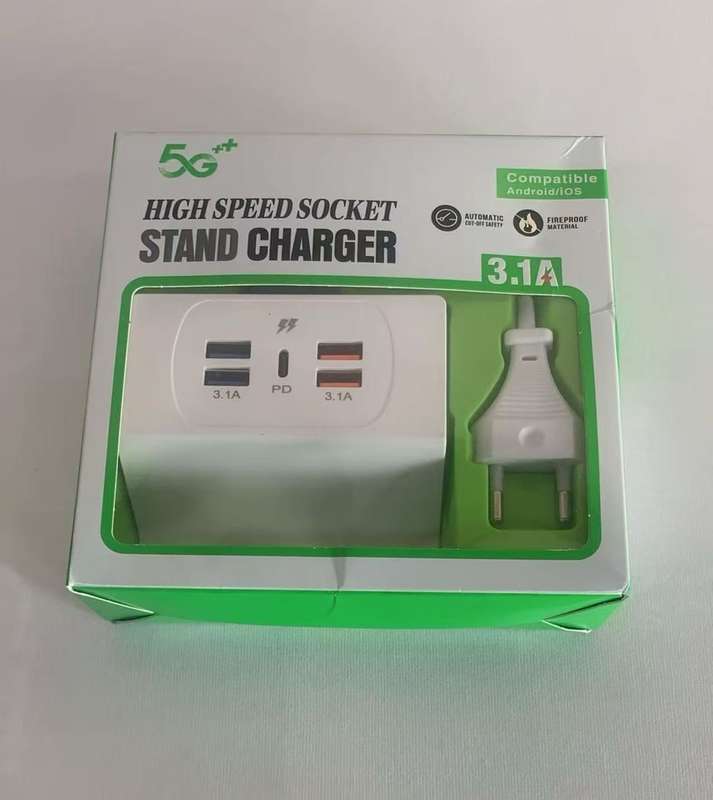 5G++
Compatible
Android/iOS
HIGH SPEED SOCKET
STAND CHARGER
AUTOMATIC
CUT-OFF SAFETY
FIREPROOF
MATERIAL
3.1A
3.1A
PD
3.1A